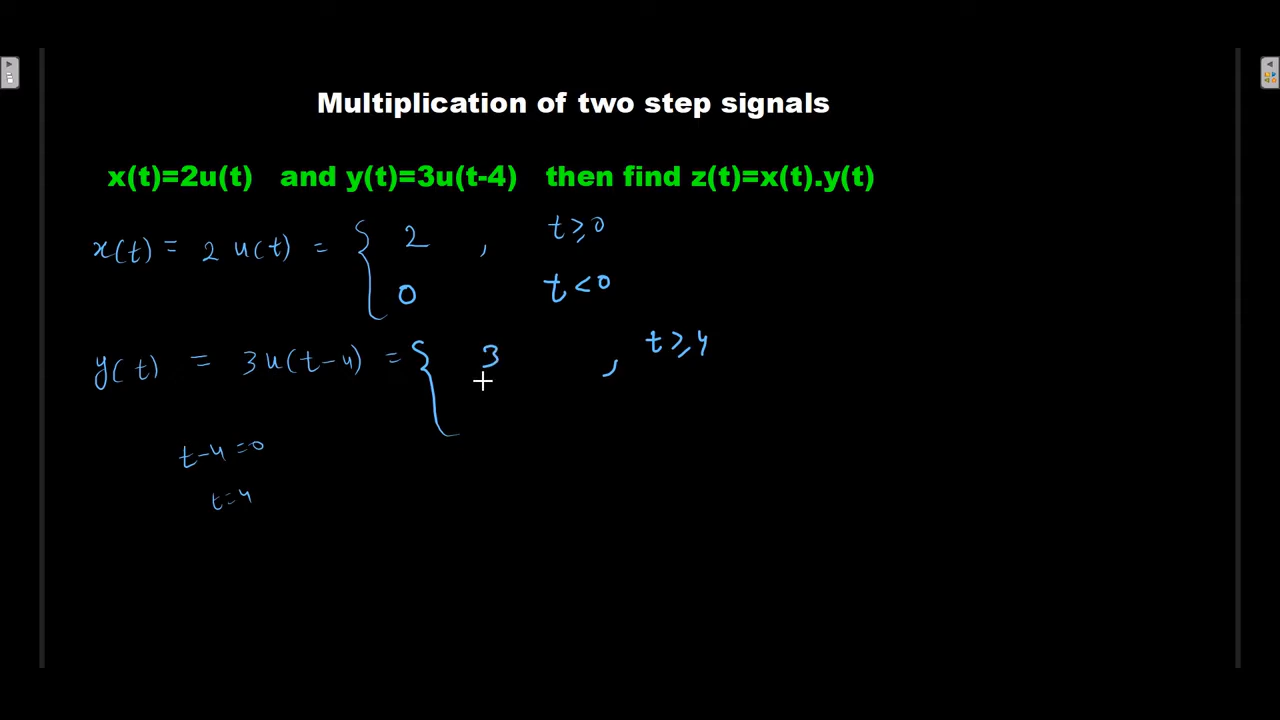 Multiplication of two step signals
x(t)=2u(t) and y(t)=3u(t-4) then find z(t)=x(t).y(t)
x(t) = 2 u(t) = { 2 , t ≥ 0
0 t < 0
y(t) = 3u(t-4) = { 3 , t ≥ 4
t-4=0
t=4